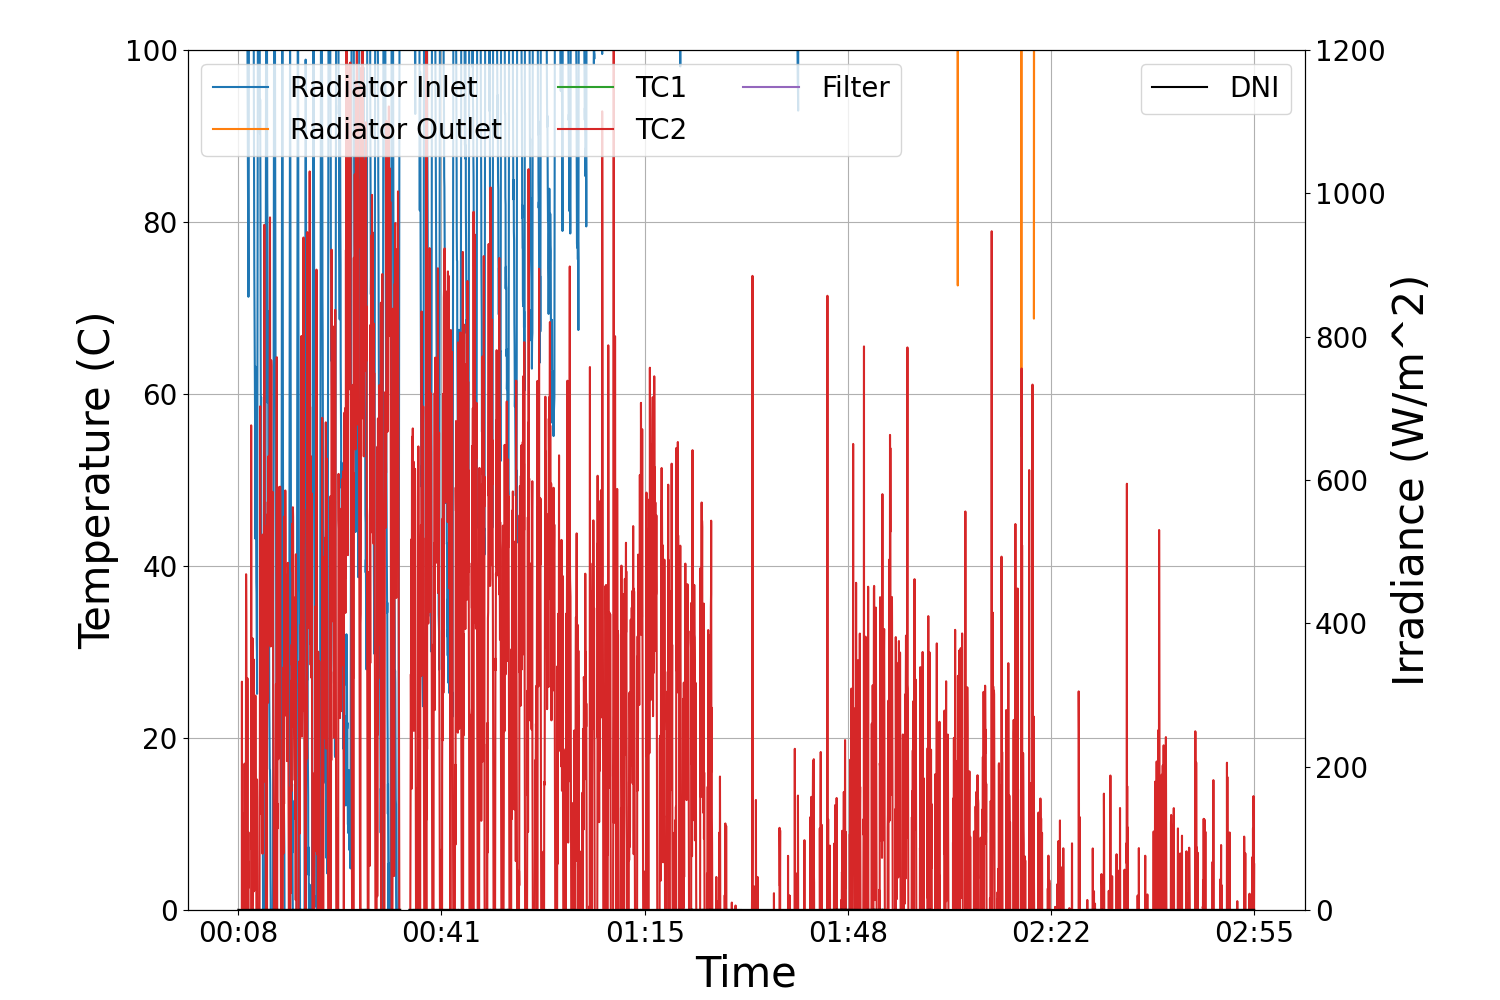 100
80
60
40
20
0
Temperature (C)
Radiator Inlet
Radiator Outlet
TC1
TC2
Filter
DNI
1200
1000
800
600
400
200
0
Irradiance (W/m^2)
00:08
00:41
01:15
01:48
02:22
02:55
Time